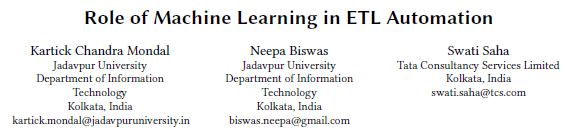 Role of Machine Learning in ETL Automation
Kartick Chandra Mondal
Jadavpur University
Department of Information
Technology
Kolkata, India
kartick.mondal@jadavpuruniversity.in
Neepa Biswas
Jadavpur University
Department of Information
Technology
Kolkata, India
biswas.neepa@gmail.com
Swati Saha
Tata Consultancy Services Limited
Kolkata, India
swati.saha@tcs.com